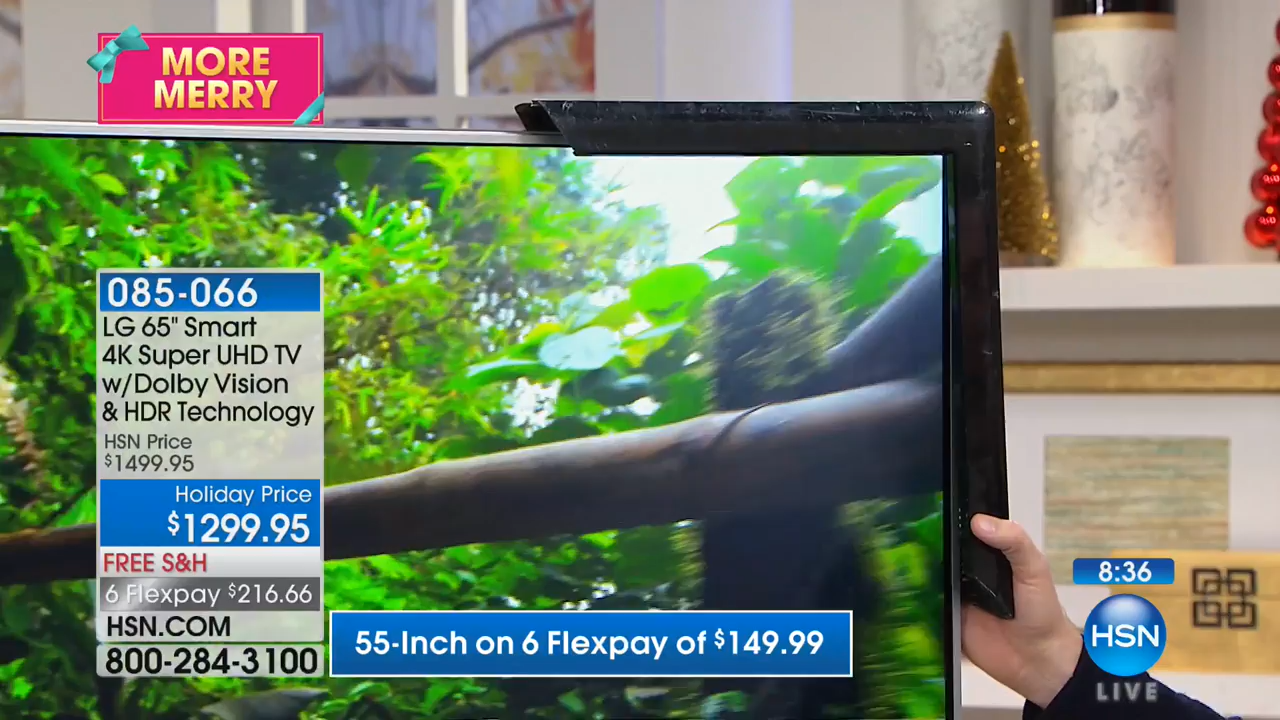 MORE
MERRY
085-066
LG 65" Smart
4K Super UHD TV
w/Dolby Vision
& HDR Technology
HSN Price
$1499.95
Holiday Price
$1299.95
FREE S&H
6 Flexpay $216.66
HSN.COM
800-284-3100
55-Inch on 6 Flexpay of $149.99
8:36
HSN
LIVE